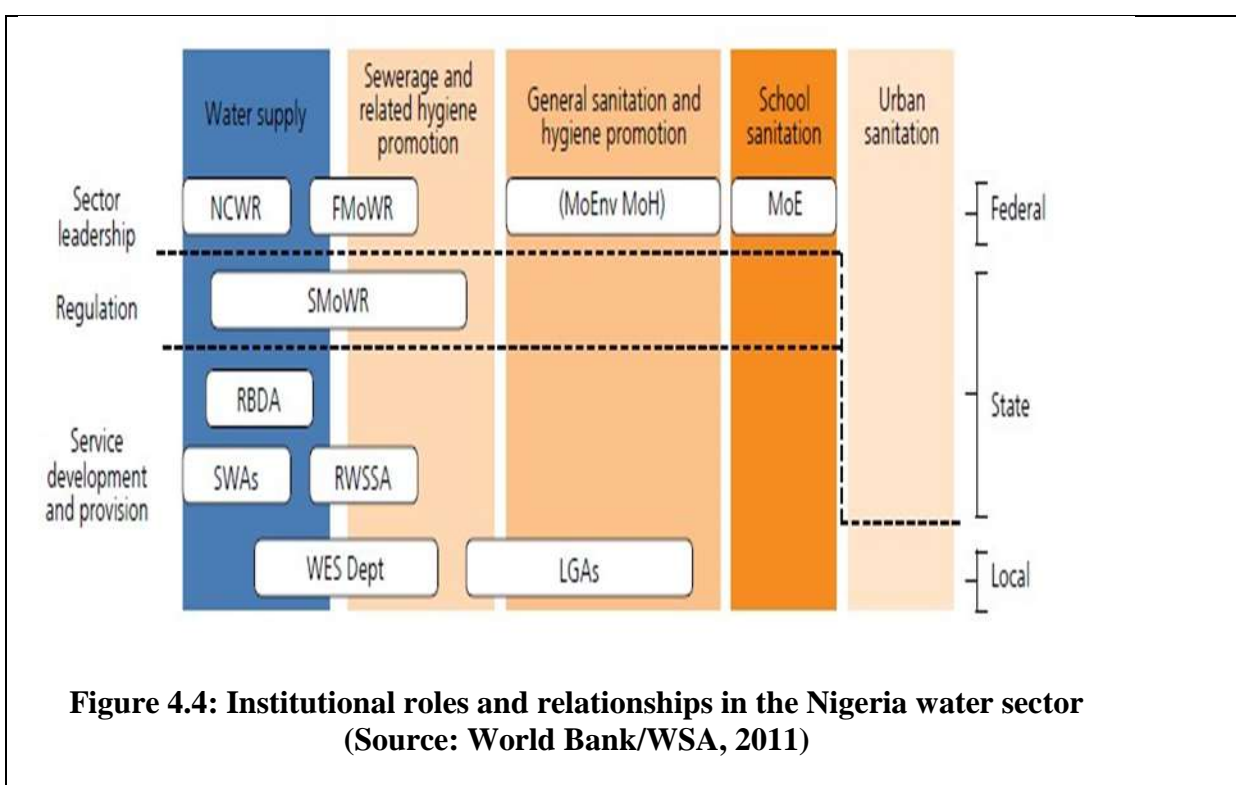 Water supply
Sewerage and
related hygiene
promotion
General sanitation and
hygiene promotion
School
sanitation
Urban
sanitation
Sector
leadership
NCWR
FMoWR
(MoEnv MoH)
MoE
Federal
Regulation
SMoWR
RBDA
State
Service
development
and provision
SWAs
RWSSA
WES Dept
LGAs
Local
Figure 4.4: Institutional roles and relationships in the Nigeria water sector
(Source: World Bank/WSA, 2011)